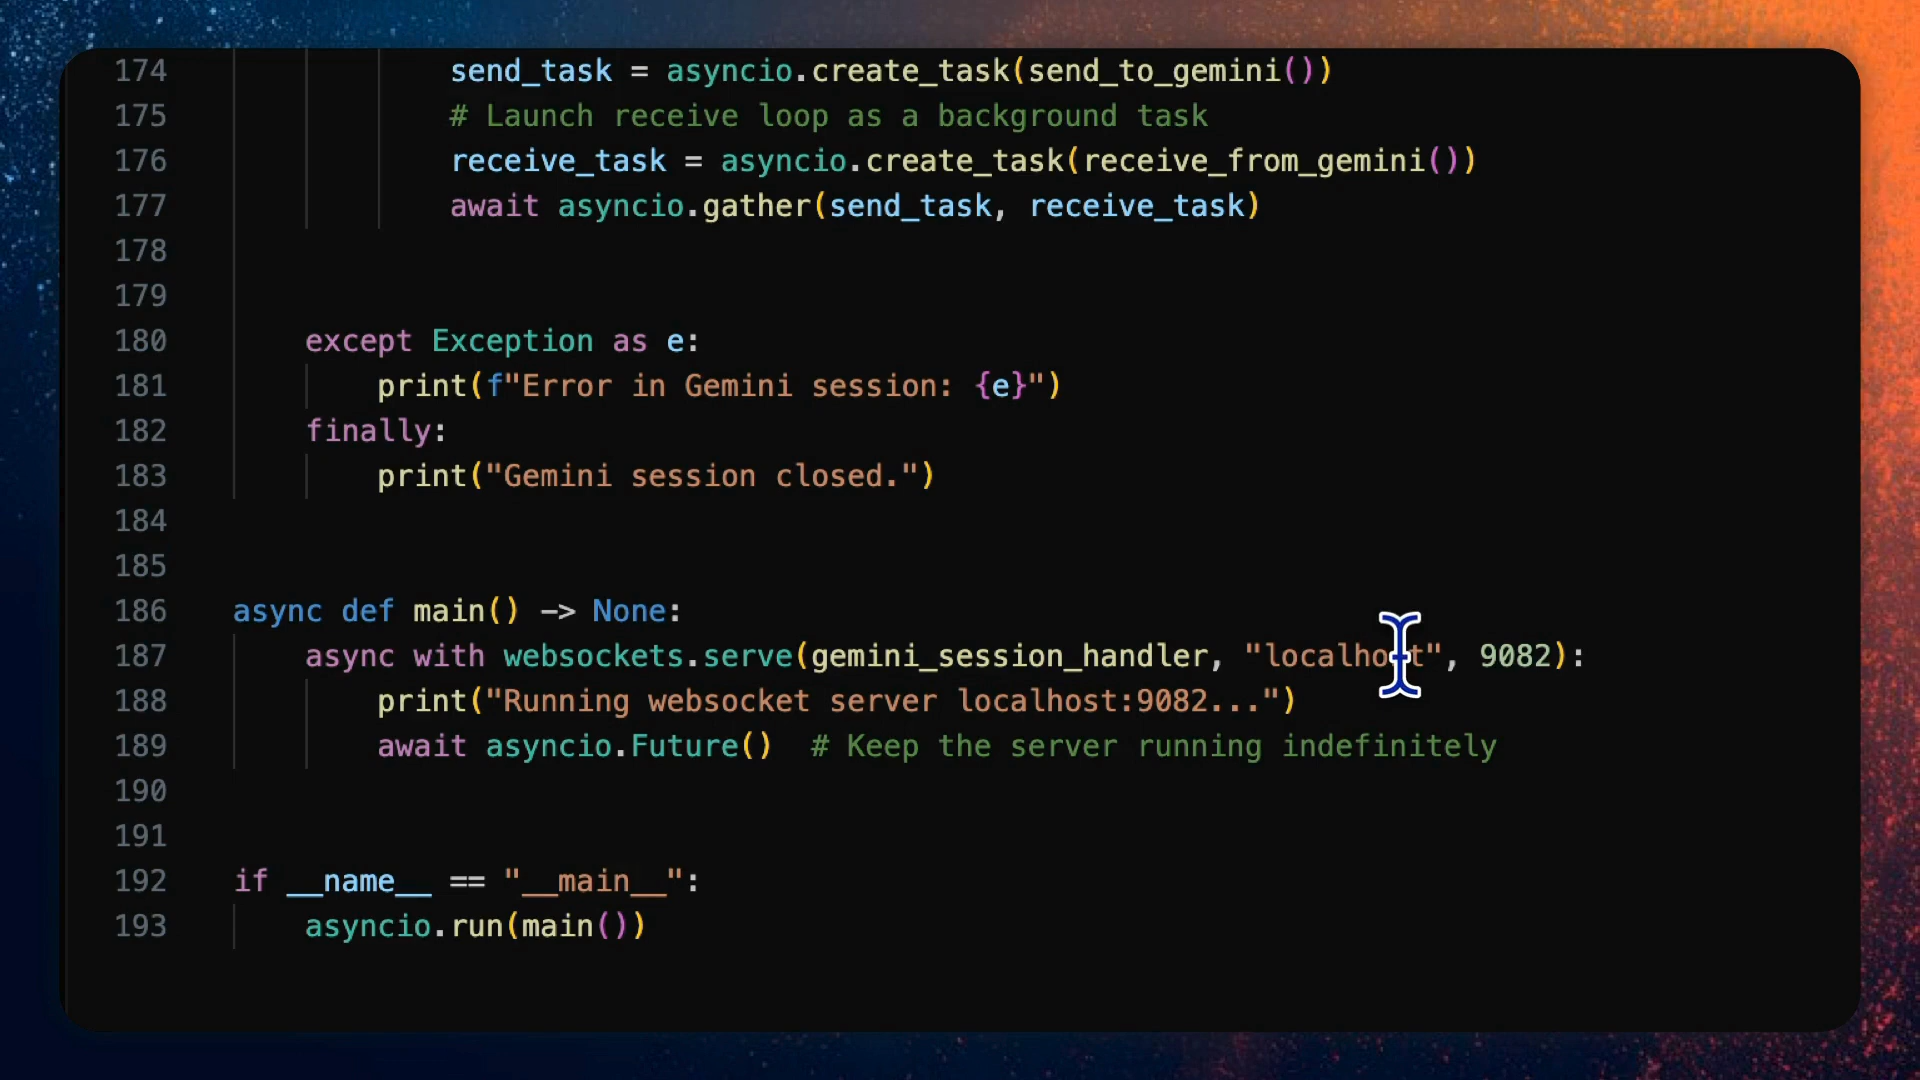 174 send_task = asyncio.create_task(send_to_gemini())
175 # Launch receive loop as a background task
176 receive_task = asyncio.create_task(receive_from_gemini())
177 await asyncio.gather(send_task, receive_task)
178
179
180 except Exception as e:
181 print(f"Error in Gemini session: {e}")
182 finally:
183 print("Gemini session closed.")
184
185
186 async def main() -> None:
187 async with websockets.serve(gemini_session_handler, "localhost", 9082):
188 print("Running websocket server localhost:9082...")
189 await asyncio.Future()  # Keep the server running indefinitely
190
191
192 if __name__ == "__main__":
193 asyncio.run(main())